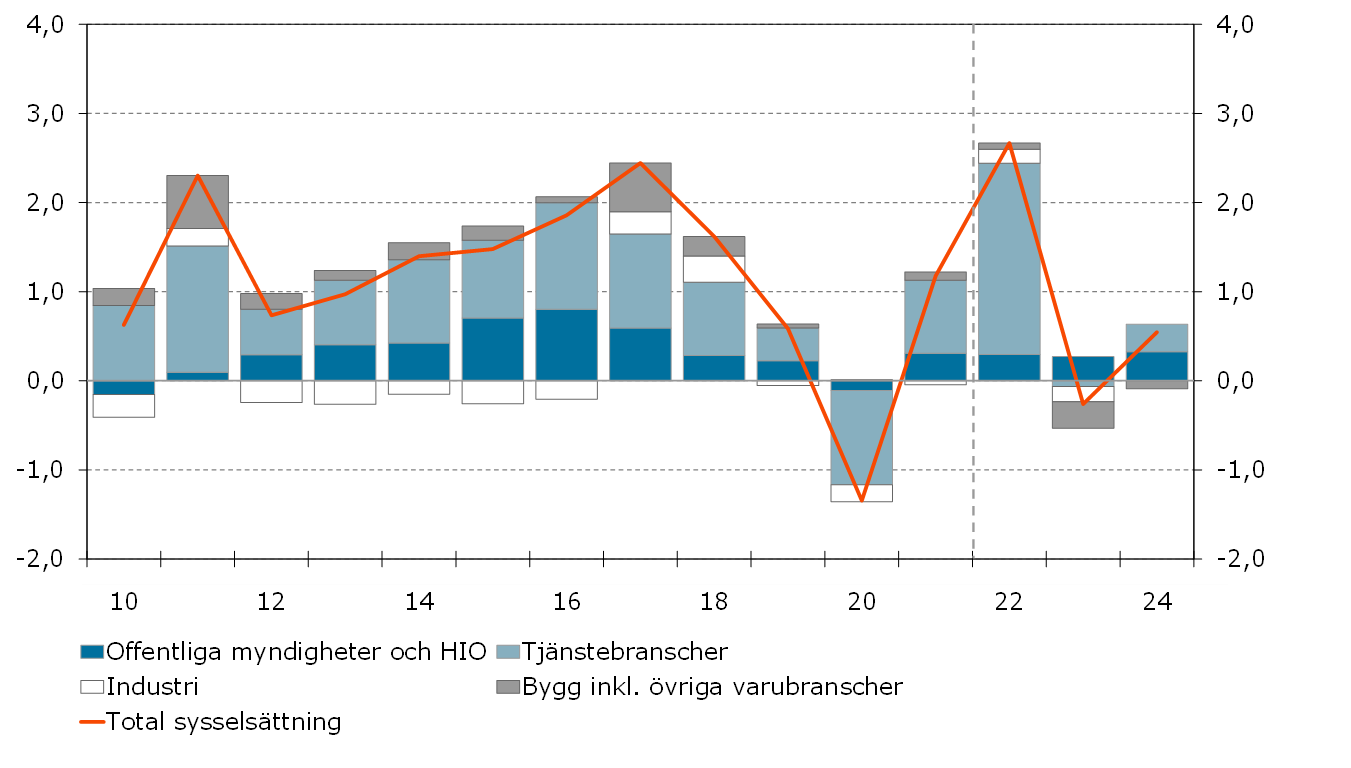 4,0 4,0
3,0 3,0
2,0 2,0
1,0 1,0
0,0 0,0
-1,0 -1,0
-2,0 -2,0
10 12 14 16 18 20 22 24
Offentliga myndigheter och HIO Tjänstebranscher
Industri Bygg inkl. övriga varubranscher
Total sysselsättning